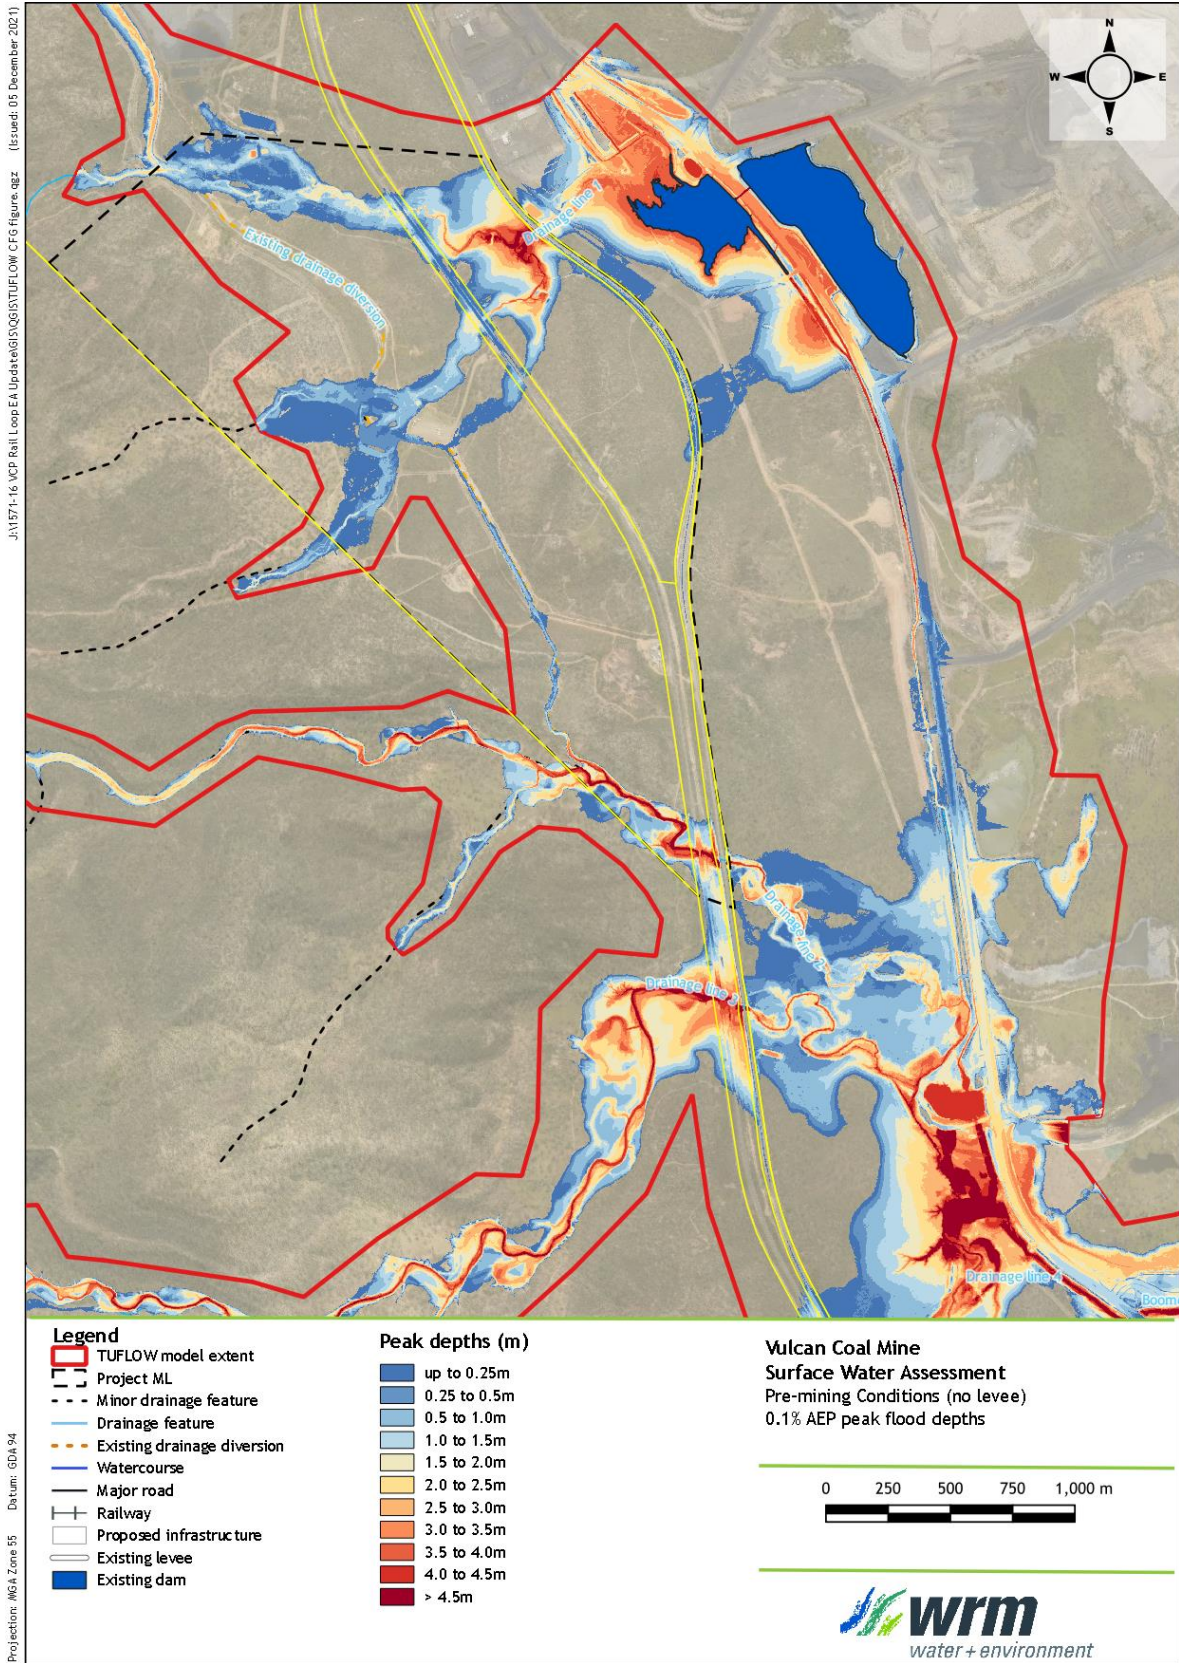 J:\1571-16 VCP Rail Loop EA Update\GIS\QGIS\TUFLOW CFG figure.qgz (Issued: 05 December 2021)
N
W E
S
Drainage line 1
Existing drainage diversion
Drainage line 2
Drainage line 3
Drainage line 4
Boome
Legend
TUFLOW model extent
Project ML
Minor drainage feature
Drainage feature
Existing drainage diversion
Watercourse
Major road
Railway
Proposed infrastructure
Existing levee
Existing dam
Peak depths (m)
up to 0.25m
0.25 to 0.5m
0.5 to 1.0m
1.0 to 1.5m
1.5 to 2.0m
2.0 to 2.5m
2.5 to 3.0m
3.0 to 3.5m
3.5 to 4.0m
4.0 to 4.5m
> 4.5m
Vulcan Coal Mine
Surface Water Assessment
Pre-mining Conditions (no levee)
0.1% AEP peak flood depths
0 250 500 750 1,000 m
wrm
water + environment
Projection: MGA Zone 55 Datum: GDA 94